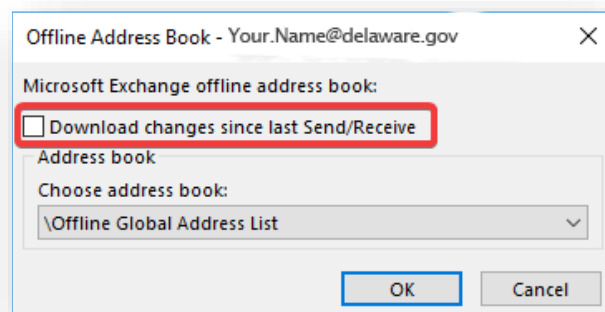 Offline Address Book - Your.Name@delaware.gov
Microsoft Exchange offline address book:
Download changes since last Send/Receive
Address book
Choose address book:
\Offline Global Address List
OK Cancel